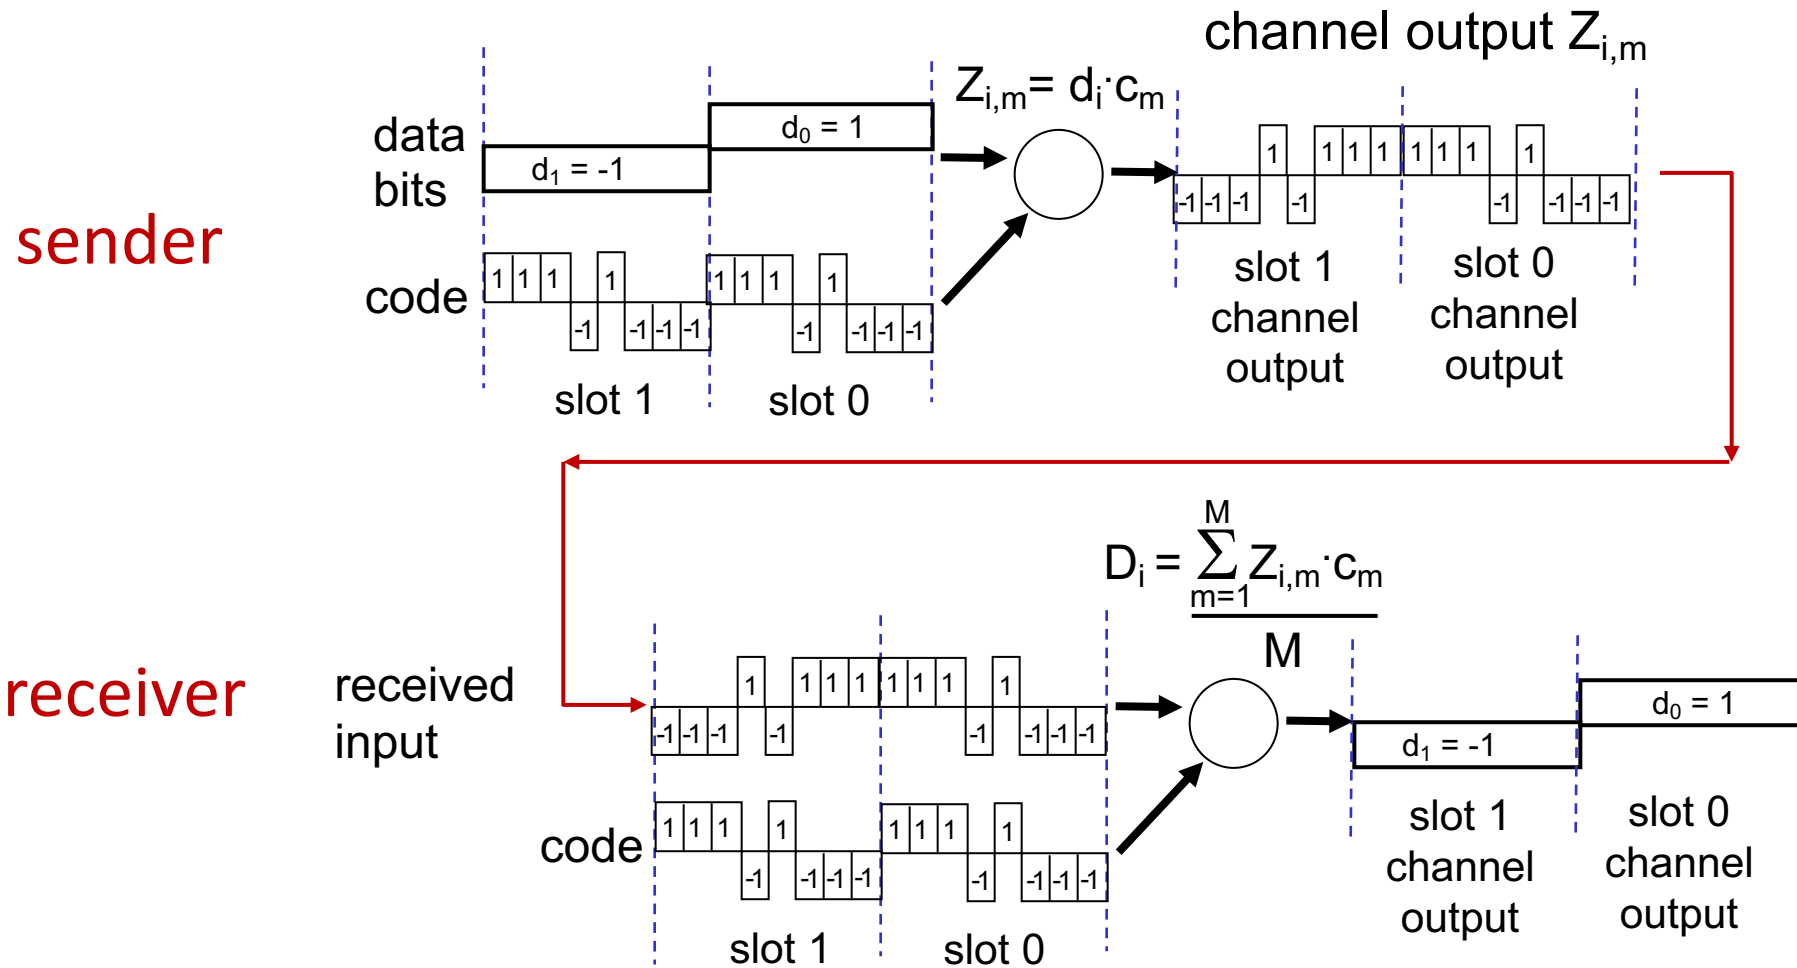 channel output Z_{i,m}
Z_{i,m}= d_i·c_m
data
bits
d_0 = 1
d_1 = -1
1 1 1 -1 1 -1 -1 -1
1 1 1 -1 1 -1 -1 -1
code
slot 1
slot 0
-1 -1 -1 1 -1 1 1 1
1 1 1 -1 1 -1 -1 -1
slot 1
channel
output
slot 0
channel
output
sender
D_i = ∑ Z_{i,m}·c_m
M
m=1
M
receiver
received
input
-1 -1 -1 1 -1 1 1 1
1 1 1 -1 1 -1 -1 -1
code
1 1 1 -1 1 -1 -1 -1
1 1 1 -1 1 -1 -1 -1
slot 1
slot 0
d_0 = 1
d_1 = -1
slot 1
channel
output
slot 0
channel
output